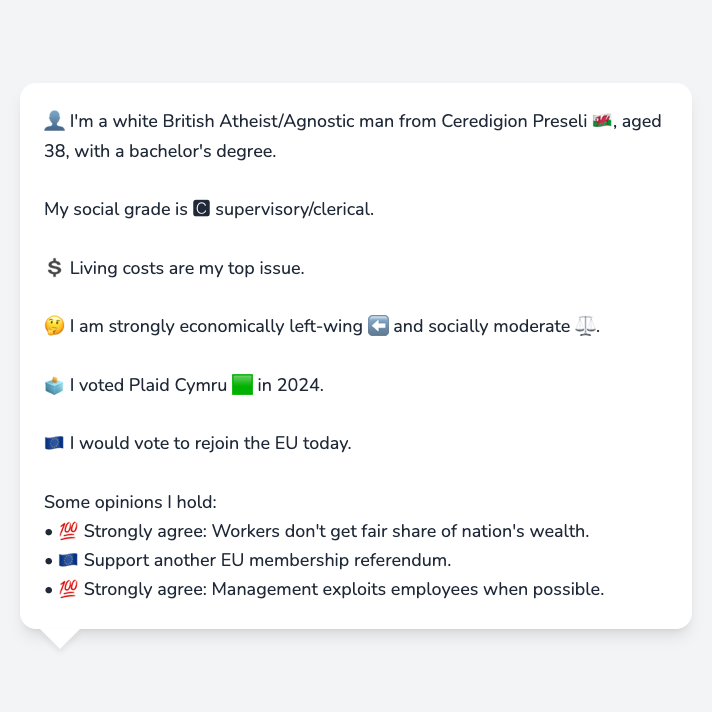 👤 I'm a white British Atheist/Agnostic man from Ceredigion Preseli 🏴󠁧󠁢󠁷󠁬󠁳󠁿, aged
38, with a bachelor's degree.
My social grade is 🅲 supervisory/clerical.
💲 Living costs are my top issue.
🤔 I am strongly economically left-wing ⬅️ and socially moderate ⚖️.
🗳️ I voted Plaid Cymru 🟩 in 2024.
🇪🇺 I would vote to rejoin the EU today.
Some opinions I hold:
• 💯 Strongly agree: Workers don't get fair share of nation's wealth.
• 🇪🇺 Support another EU membership referendum.
• 💯 Strongly agree: Management exploits employees when possible.